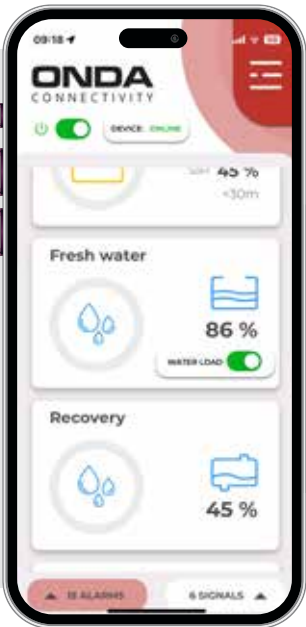 09:18
ONDA
CONNECTIVITY
DEVICE: ONLINE
45 %
<30m
Fresh water
86 %
WATER LOAD
Recovery
45 %
ALARMS
6 SIGNALS